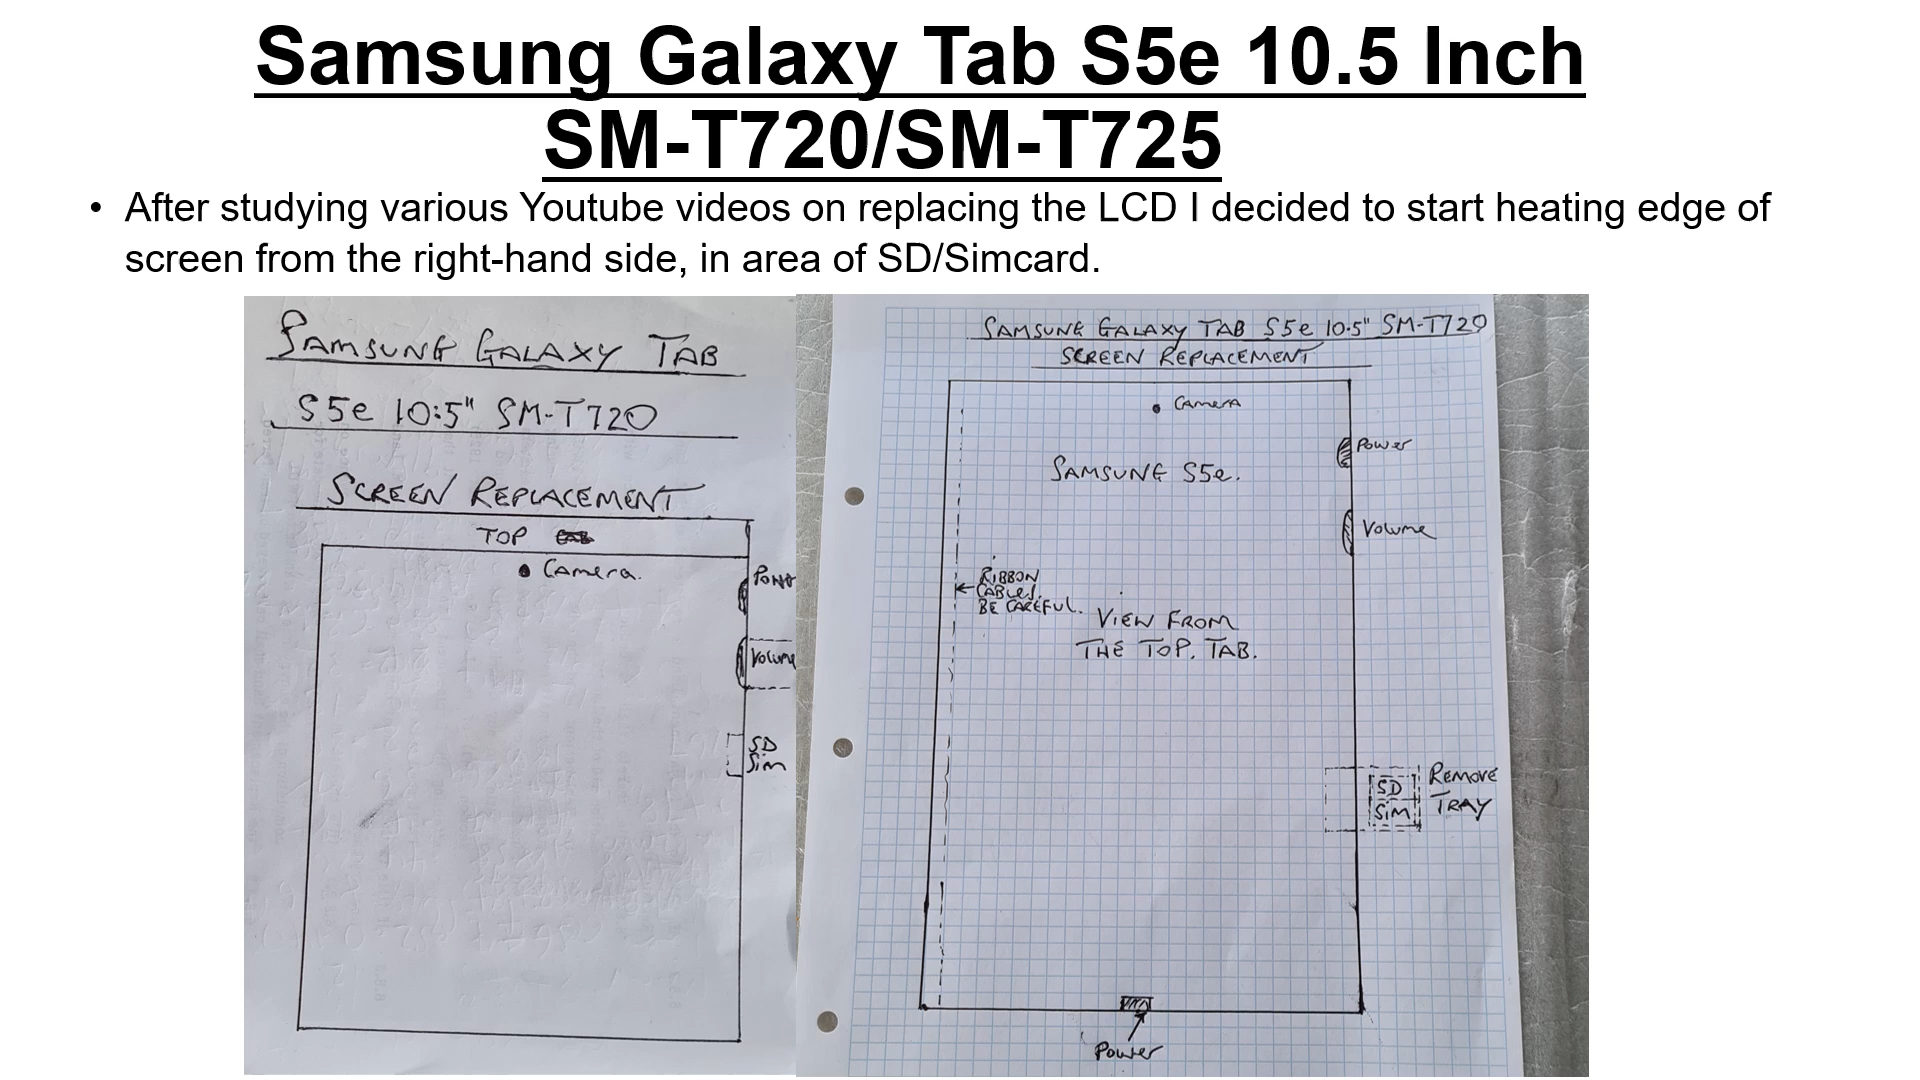 Samsung Galaxy Tab S5e 10.5 Inch
SM-T720/SM-T725
• After studying various Youtube videos on replacing the LCD I decided to start heating edge of
screen from the right-hand side, in area of SD/Simcard.
SAMSUNG GALAXY TAB
S5e 10:5" SM-T720
SCREEN REPLACEMENT
TOP
Camera.
Power
Volume
SD
Sim
SAMSUNG GALAXY TAB S5e 10.5" SM-T720
SCREEN REPLACEMENT
Camera
Power
SAMSUNG S5e.
Volume
RIBBON
CABLES.
BE CAREFUL.
VIEW FROM
THE TOP. TAB.
REMOVE
TRAY
SD
SiM
Power